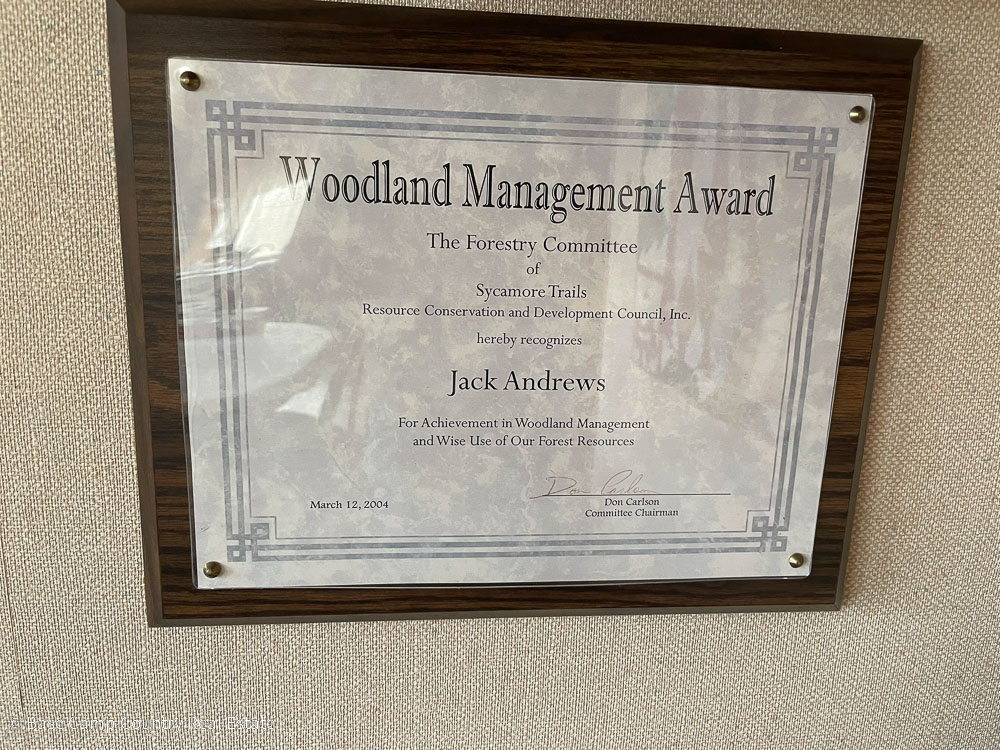 Woodland Management Award
The Forestry Committee
of
Sycamore Trails
Resource Conservation and Development Council, Inc.
hereby recognizes
Jack Andrews
For Achievement in Woodland Management
and Wise Use of Our Forest Resources
Don Carlson
March 12, 2004
Don Carlson
Committee Chairman